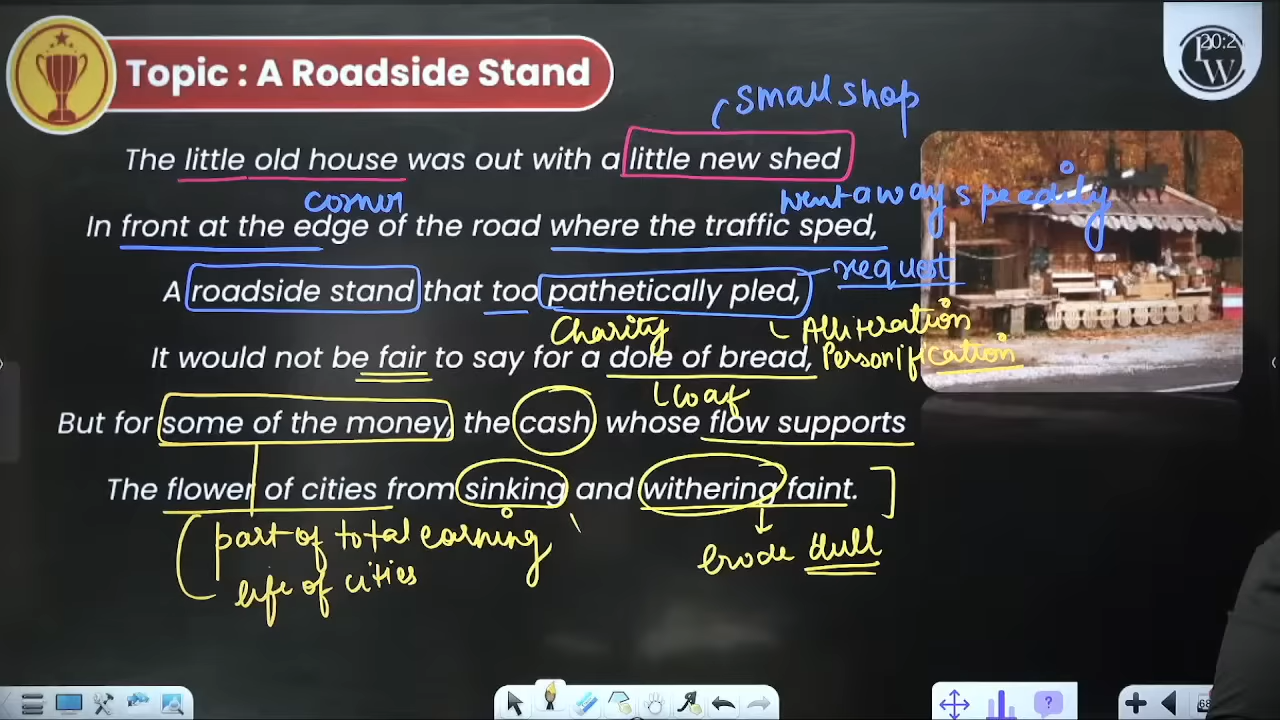 Topic : A Roadside Stand
20:2
PW
small shop
The little old house was out with a little new shed
corner
went away speedily
In front at the edge of the road where the traffic sped,
request
A roadside stand that too pathetically pled,
Charity
Alliteration
It would not be fair to say for a dole of bread,
Personification
loaf
But for some of the money, the cash whose flow supports
The flower of cities from sinking and withering faint.
part of total earning
life of cities
erode dull